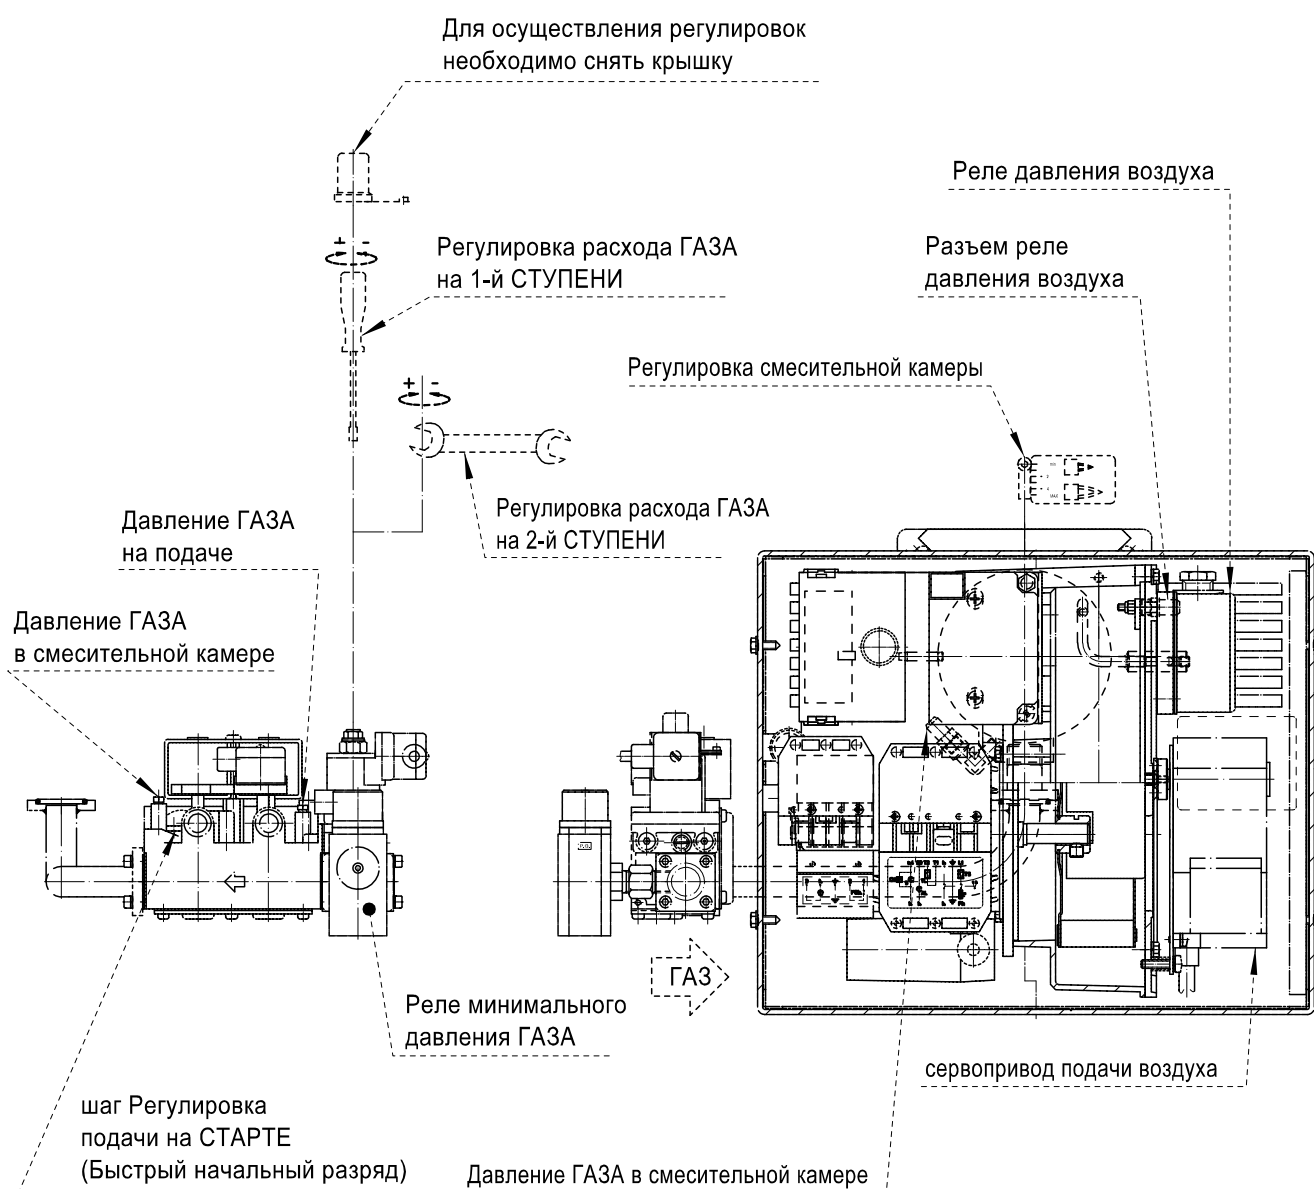 Для осуществления регулировок
необходимо снять крышку
Реле давления воздуха
+ -
Регулировка расхода ГАЗА
на 1-й СТУПЕНИ
Разъем реле
давления воздуха
Регулировка смесительной камеры
+ -
Регулировка расхода ГАЗА
на 2-й СТУПЕНИ
Давление ГАЗА
на подаче
Давление ГАЗА
в смесительной камере
ГАЗ
Реле минимального
давления ГАЗА
сервопривод подачи воздуха
шаг Регулировка
подачи на СТАРТЕ
(Быстрый начальный разряд)
Давление ГАЗА в смесительной камере